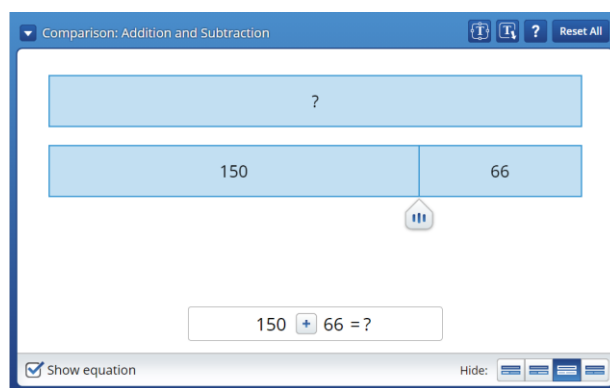 Comparison: Addition and Subtraction T T ? Reset All
?
150 66
150 + 66 = ?
Show equation Hide: